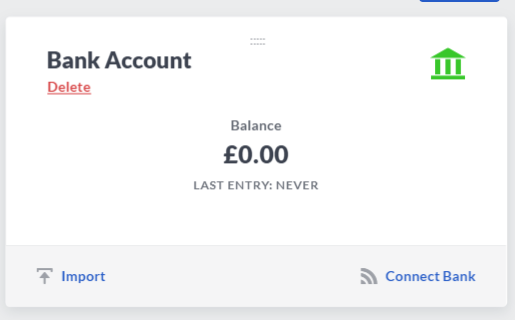 Bank Account
Delete
Balance
£0.00
LAST ENTRY: NEVER
Import
Connect Bank